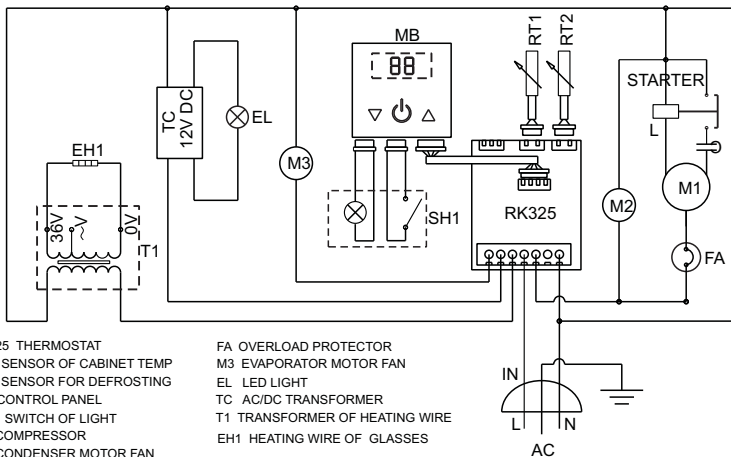 MB
RT1
RT2
88
STARTER
L
TC
12V DC
EL
EH1
M3
M1
36V
V
~
0V
T1
SH1
RK325
M2
FA
25 THERMOSTAT
SENSOR OF CABINET TEMP
SENSOR FOR DEFROSTING
CONTROL PANEL
SWITCH OF LIGHT
COMPRESSOR
CONDENSER MOTOR FAN
FA OVERLOAD PROTECTOR
M3 EVAPORATOR MOTOR FAN
EL LED LIGHT
TC AC/DC TRANSFORMER
T1 TRANSFORMER OF HEATING WIRE
EH1 HEATING WIRE OF GLASSES
IN
L
N
AC